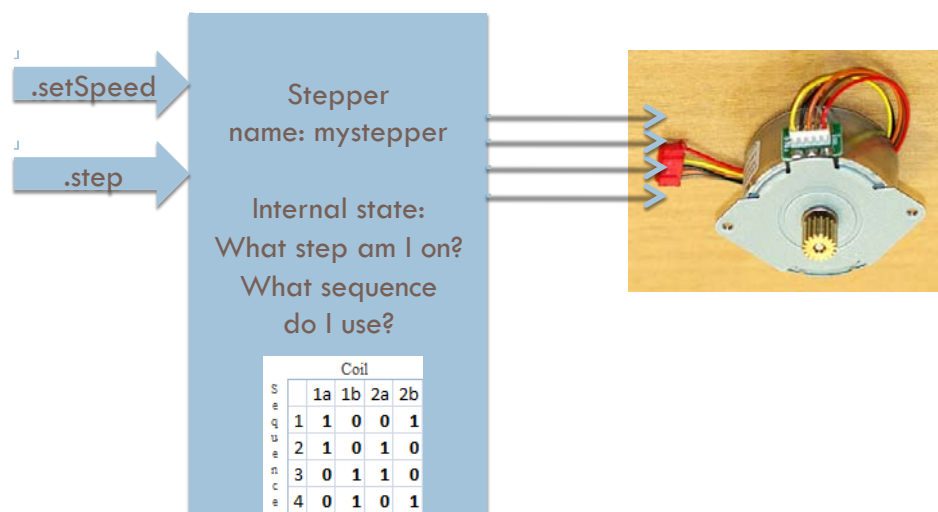 .setSpeed
.step
Stepper
name: mystepper
Internal state:
What step am I on?
What sequence
do I use?
Coil
Sequence
1a 1b 2a 2b
1 1 0 0 1
2 1 0 1 0
3 0 1 1 0
4 0 1 0 1